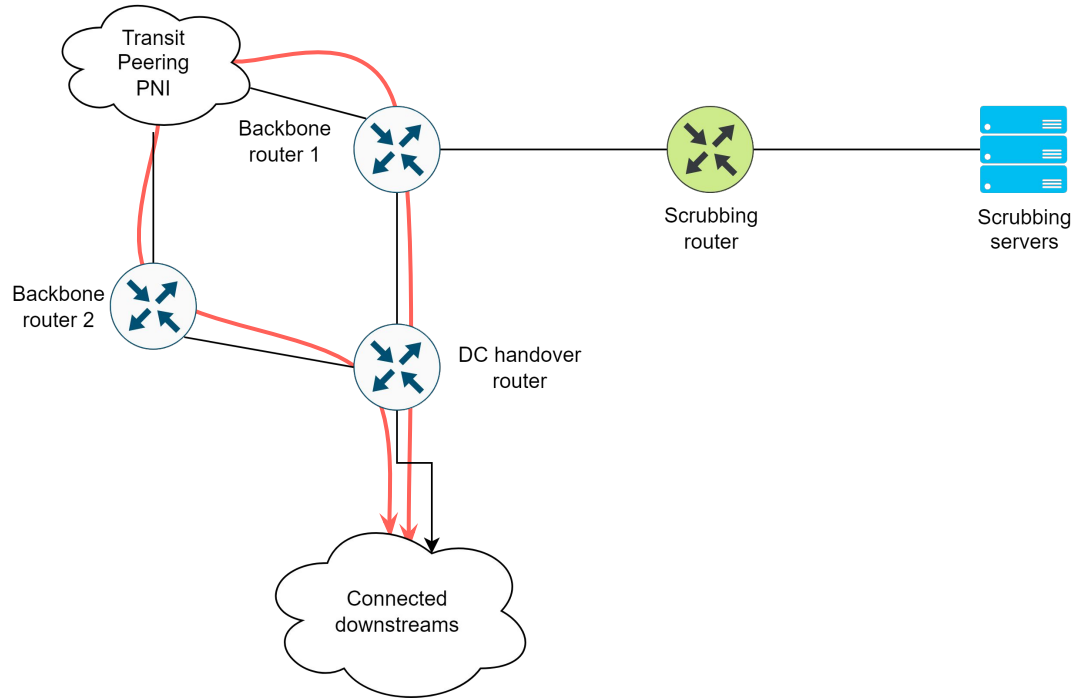 Transit
Peering
PNI
Backbone
router 1
Scrubbing
router
Scrubbing
servers
Backbone
router 2
DC handover
router
Connected
downstreams